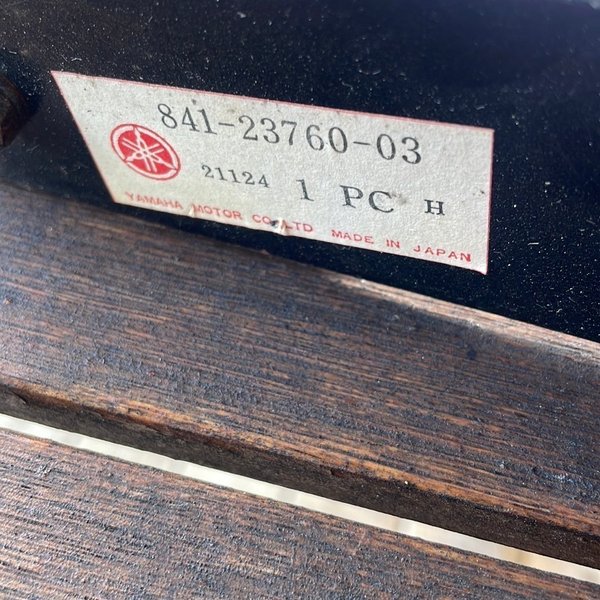 841-23760-03
21124 1 PC H
YAMAHA MOTOR CO.,LTD MADE IN JAPAN